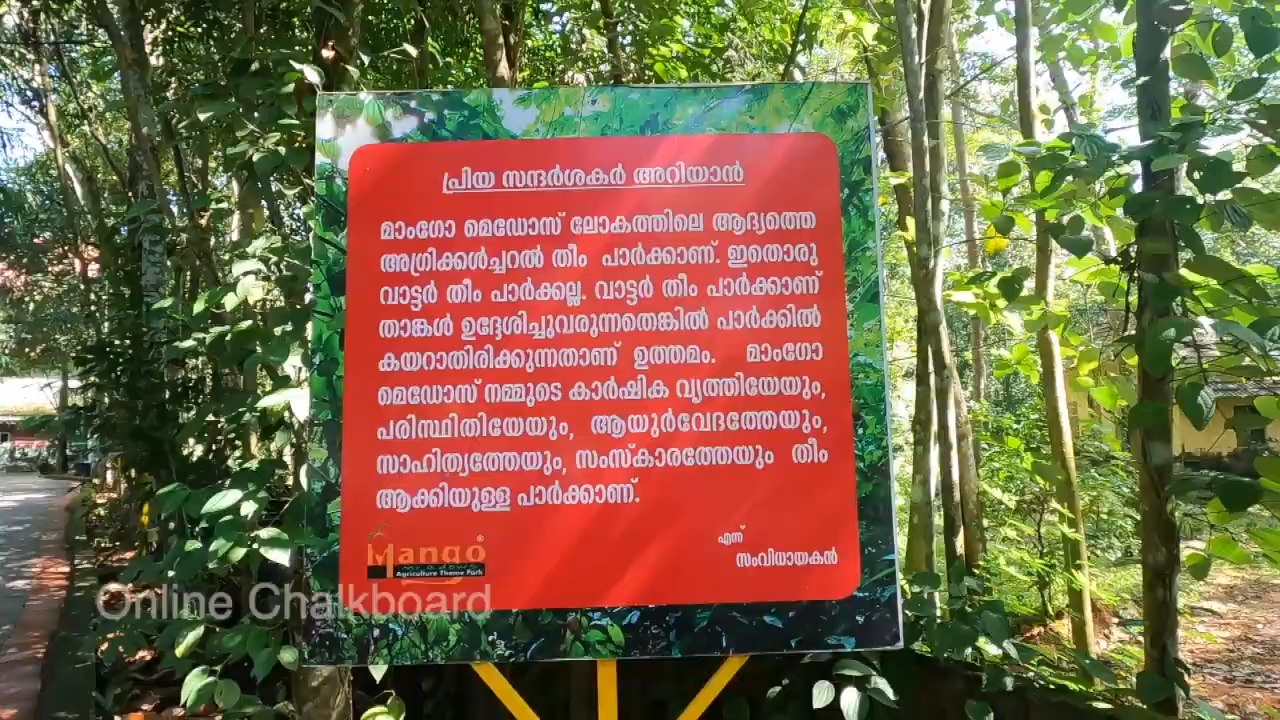 പ്രിയ സന്ദർശകർ അറിയാൻ
മാംഗോ മെഡോസ് ലോകത്തിലെ ആദ്യത്തെ
അഗ്രിക്കൾച്ചറൽ തീം പാർക്കാണ്. ഇതൊരു
വാട്ടർ തീം പാർക്കല്ല. വാട്ടർ തീം പാർക്കാണ്
താങ്കൾ ഉദ്ദേശിച്ചുവരുന്നതെങ്കിൽ പാർക്കിൽ
കയറാതിരിക്കുന്നതാണ് ഉത്തമം. മാംഗോ
മെഡോസ് നമ്മുടെ കാർഷിക വൃത്തിയേയും,
പരിസ്ഥിതിയേയും, ആയുർവേദത്തേയും,
സാഹിത്യത്തേയും, സംസ്കാരത്തേയും തീം
ആക്കിയുള്ള പാർക്കാണ്.
എന്ന്
സംവിധായകൻ
Mango®
Meadows
Agriculture Theme Park
Online Chalkboard